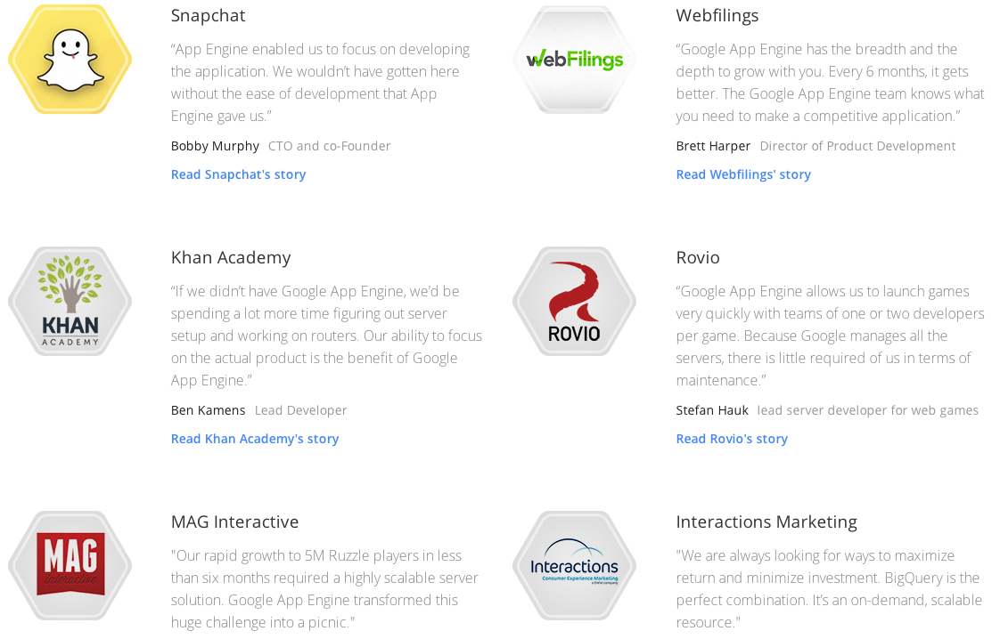 Snapchat
“App Engine enabled us to focus on developing
the application. We wouldn’t have gotten here
without the ease of development that App
Engine gave us.”
Bobby Murphy CTO and co-Founder
Read Snapchat's story
WebFilings
Webfilings
“Google App Engine has the breadth and the
depth to grow with you. Every 6 months, it gets
better. The Google App Engine team knows what
you need to make a competitive application.”
Brett Harper Director of Product Development
Read Webfilings' story
KHAN
ACADEMY
Khan Academy
“If we didn’t have Google App Engine, we’d be
spending a lot more time figuring out server
setup and working on routers. Our ability to focus
on the actual product is the benefit of Google
App Engine.”
Ben Kamens Lead Developer
Read Khan Academy's story
ROVIO
Rovio
“Google App Engine allows us to launch games
very quickly with teams of one or two developers
per game. Because Google manages all the
servers, there is little required of us in terms of
maintenance.”
Stefan Hauk lead server developer for web games
Read Rovio's story
MAG
interactive
MAG Interactive
"Our rapid growth to 5M Ruzzle players in less
than six months required a highly scalable server
solution. Google App Engine transformed this
huge challenge into a picnic."
Interactions
Consumer Experience Marketing
Interactions Marketing
"We are always looking for ways to maximize
return and minimize investment. BigQuery is the
perfect combination. It’s an on-demand, scalable
resource."